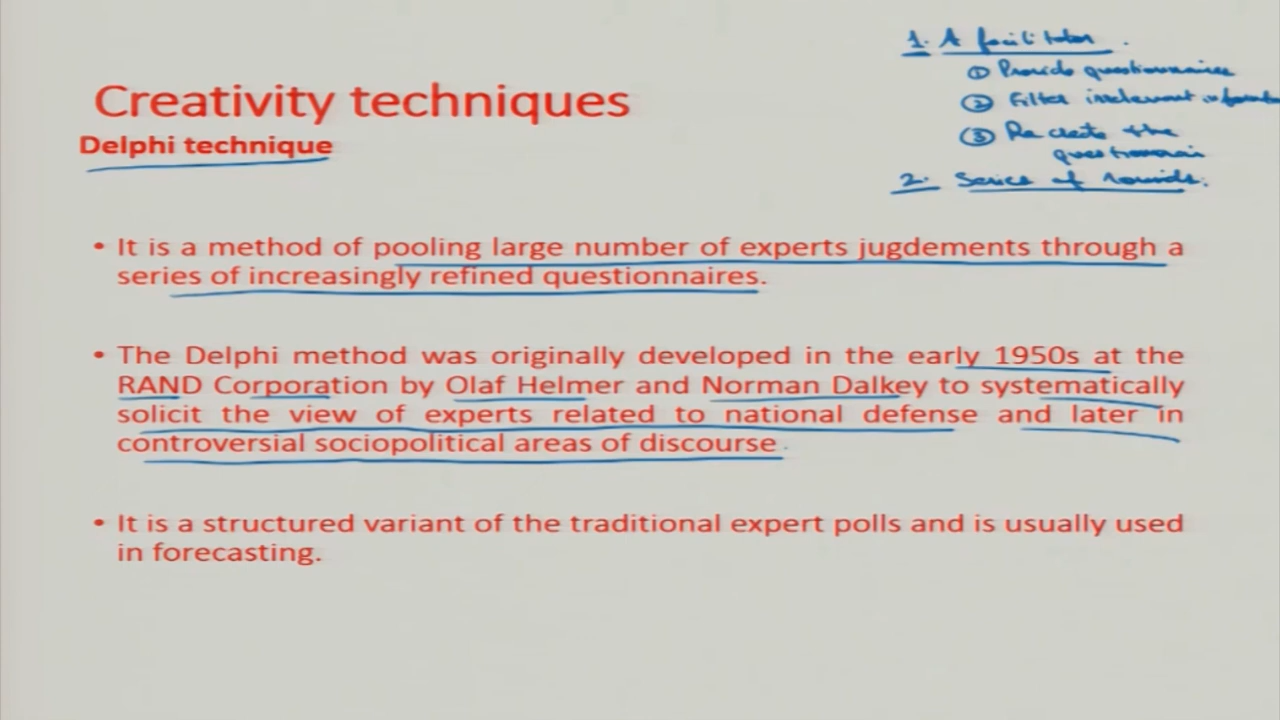 1. A facilitator.
① Provide questionnaires
② Filter irrelevant informat
③ Recreate the
questionnai
2. Series of rounds.
Creativity techniques
Delphi technique
• It is a method of pooling large number of experts jugdements through a
series of increasingly refined questionnaires.
• The Delphi method was originally developed in the early 1950s at the
RAND Corporation by Olaf Helmer and Norman Dalkey to systematically
solicit the view of experts related to national defense and later in
controversial sociopolitical areas of discourse
• It is a structured variant of the traditional expert polls and is usually used
in forecasting.